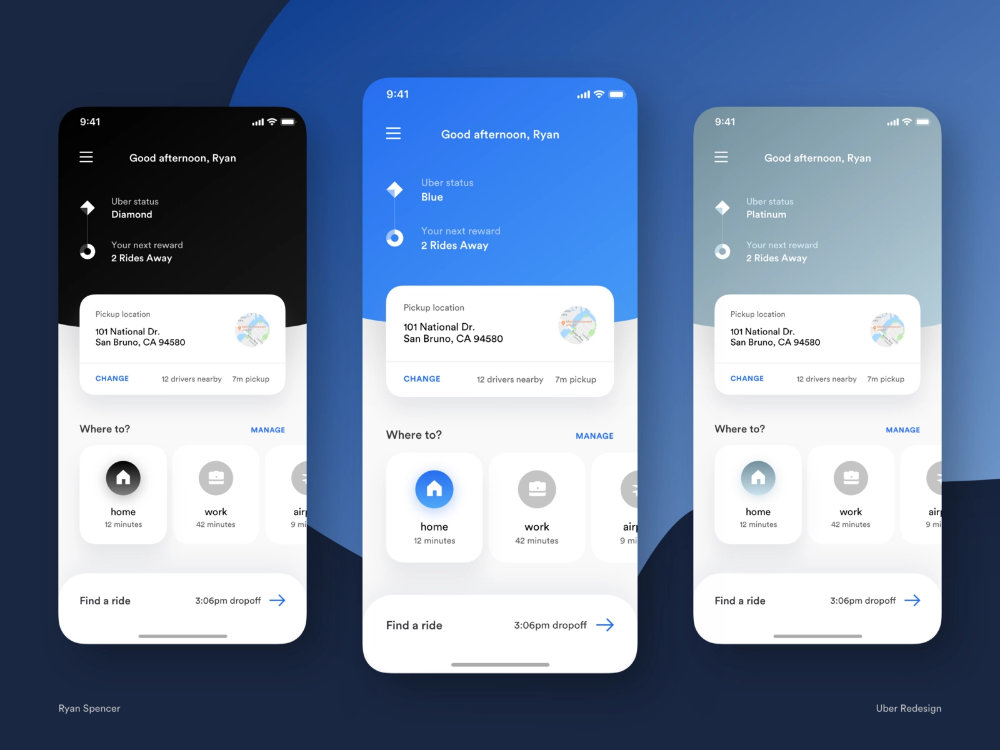 9:41
Good afternoon, Ryan
Uber status
Diamond
Your next reward
2 Rides Away
Pickup location
101 National Dr.
San Bruno, CA 94580
CHANGE 12 drivers nearby 7m pickup
Where to? MANAGE
home
12 minutes
work
42 minutes
air
9 mi
Find a ride 3:06pm dropoff
9:41
Good afternoon, Ryan
Uber status
Blue
Your next reward
2 Rides Away
Pickup location
101 National Dr.
San Bruno, CA 94580
CHANGE 12 drivers nearby 7m pickup
Where to? MANAGE
home
12 minutes
work
42 minutes
airp
9 mi
Find a ride 3:06pm dropoff
9:41
Good afternoon, Ryan
Uber status
Platinum
Your next reward
2 Rides Away
Pickup location
101 National Dr.
San Bruno, CA 94580
CHANGE 12 drivers nearby 7m pickup
Where to? MANAGE
home
12 minutes
work
42 minutes
airp
9 mi
Find a ride 3:06pm dropoff
Ryan Spencer
Uber Redesign